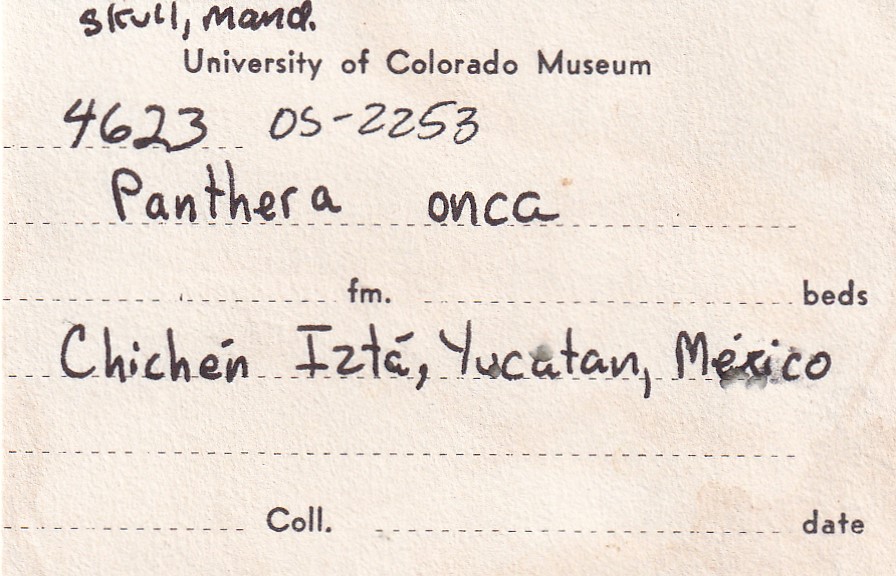 skull, mand.
University of Colorado Museum
4623 OS-2253
Panthera onca
fm. beds
Chichén Iztá, Yucatan, México
Coll. date